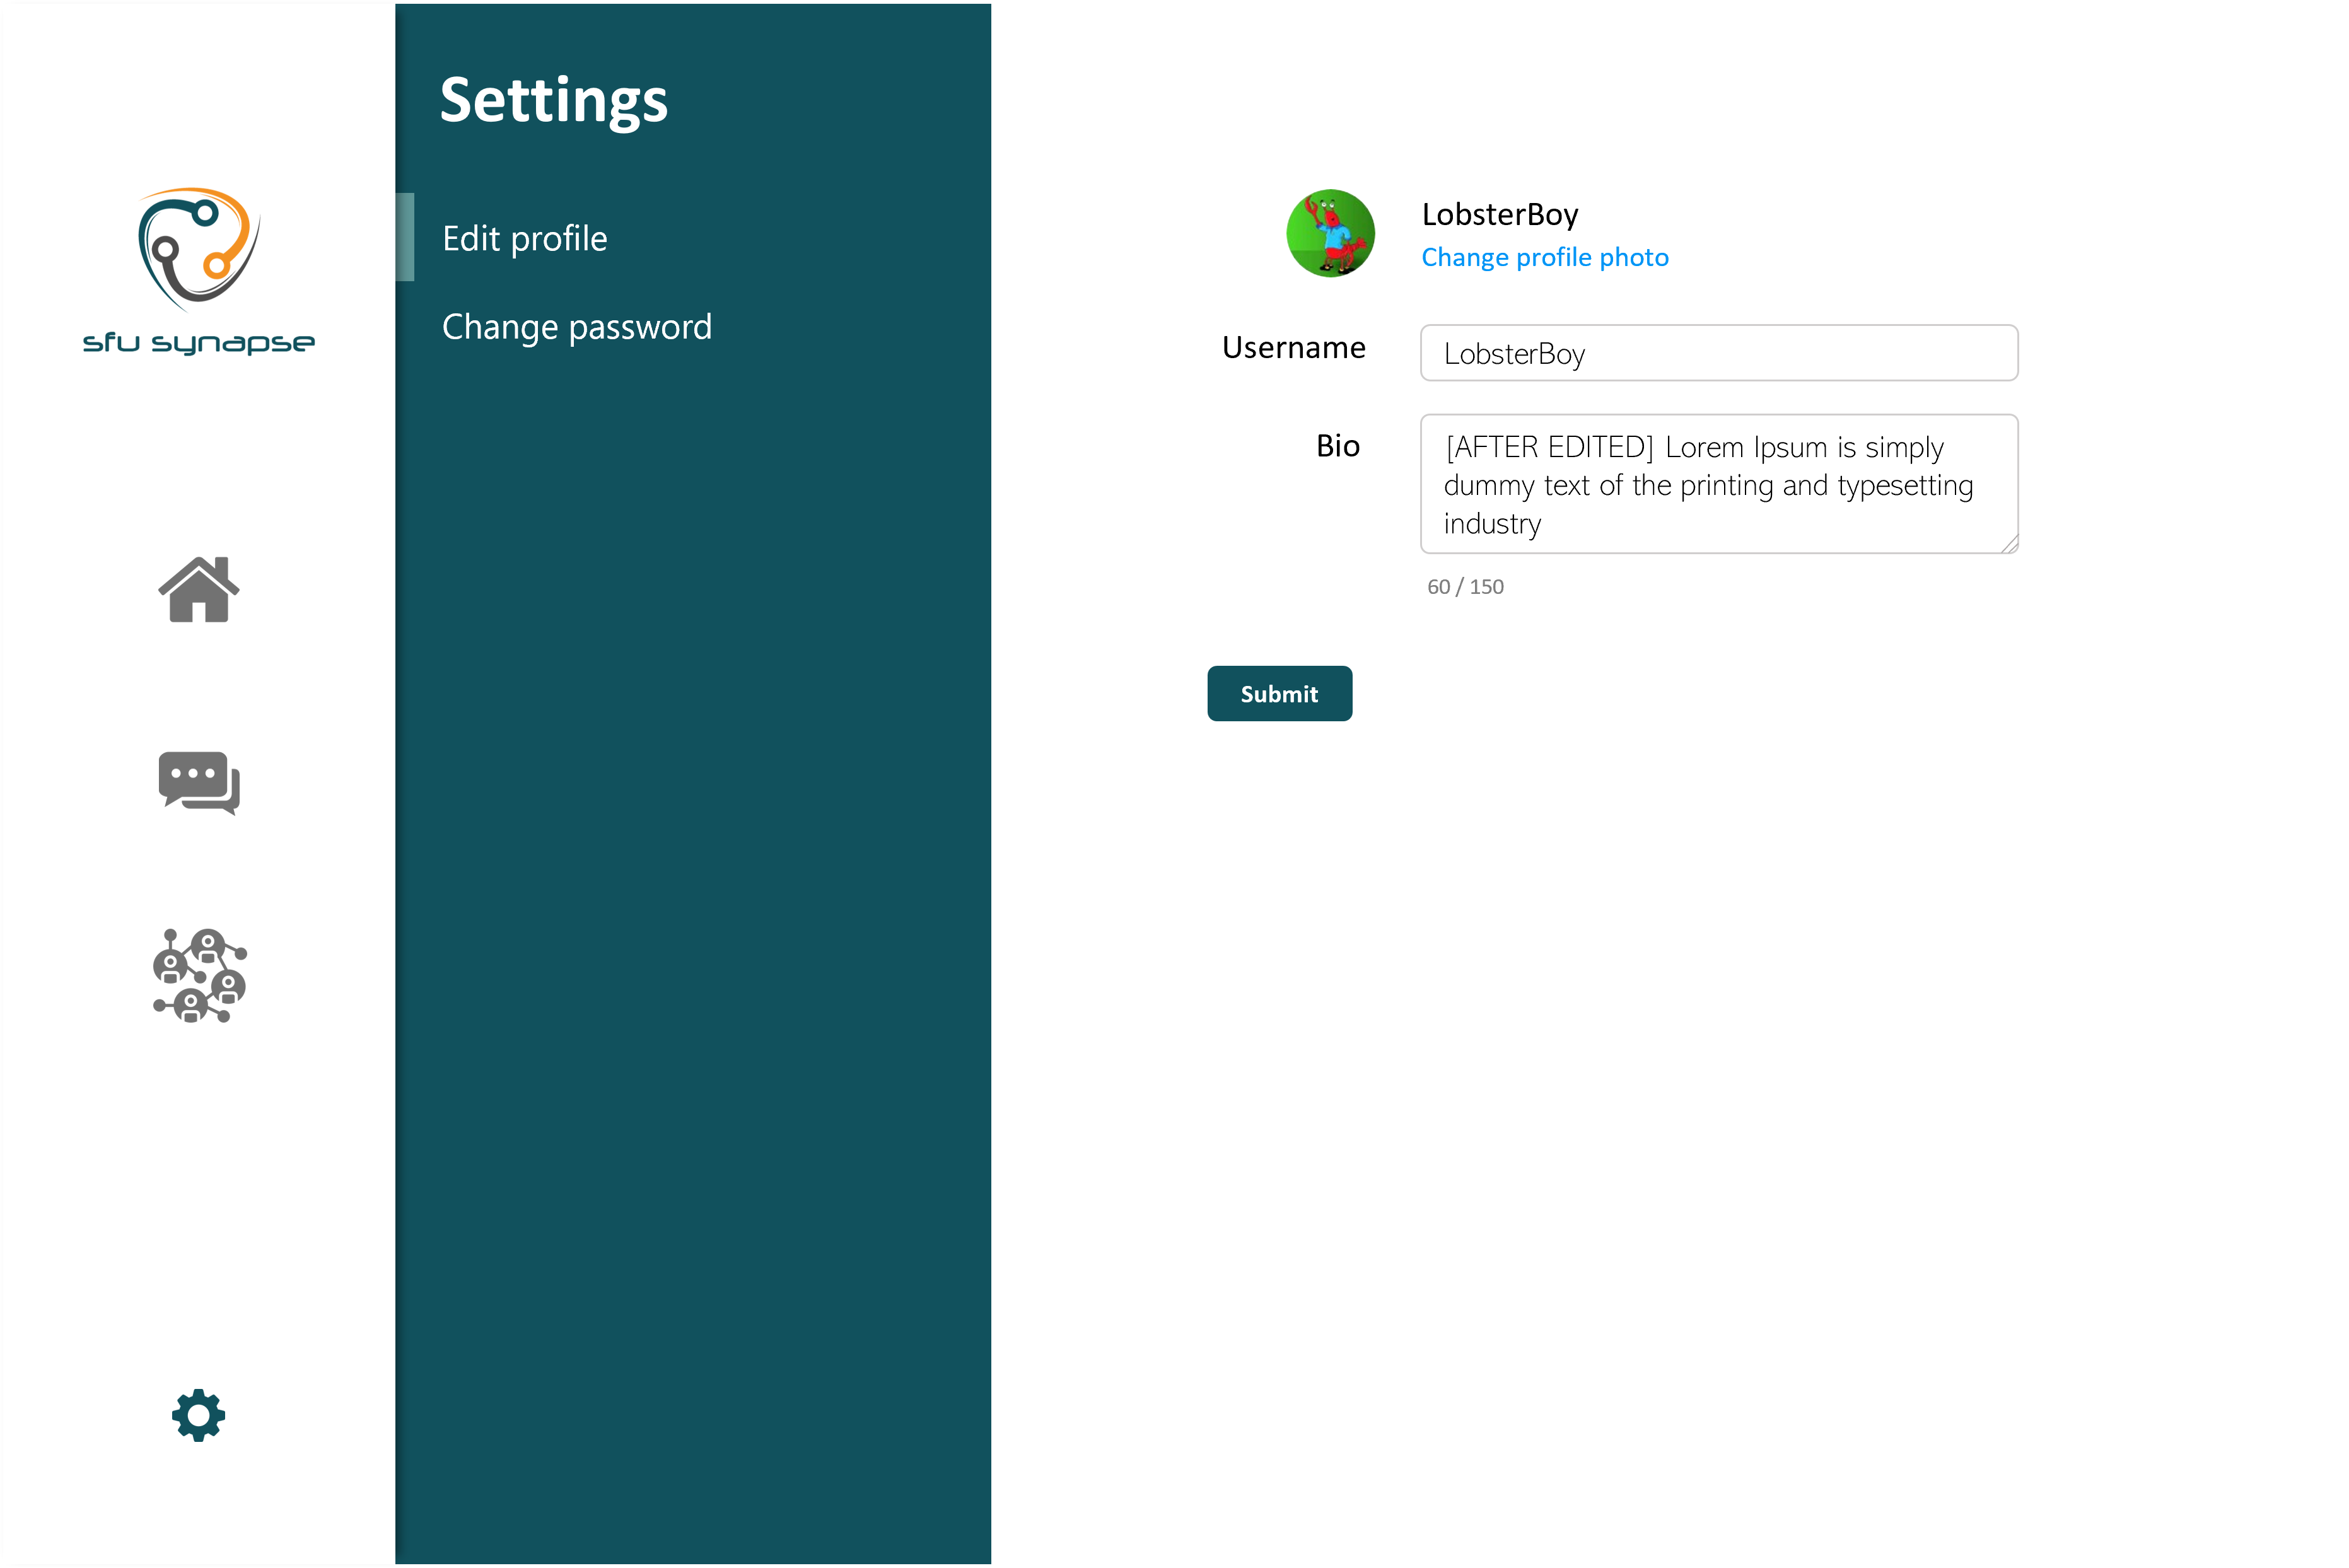 sfu synapse
Settings
Edit profile
Change password
LobsterBoy
Change profile photo
Username
LobsterBoy
Bio
[AFTER EDITED] Lorem Ipsum is simply
dummy text of the printing and typesetting
industry
60 / 150
Submit